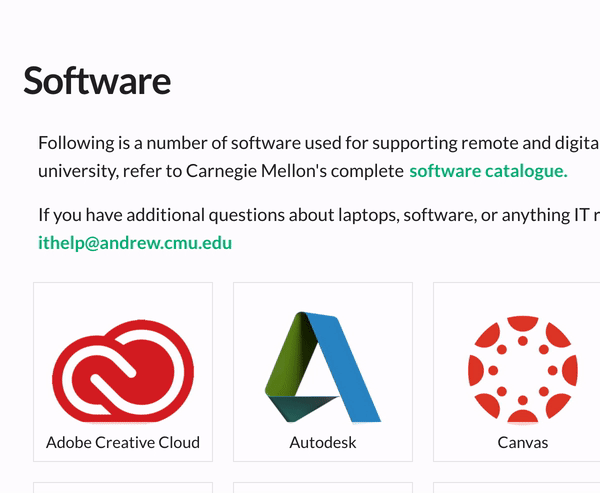 Software
Following is a number of software used for supporting remote and digita
university, refer to Carnegie Mellon's complete software catalogue.
If you have additional questions about laptops, software, or anything IT r
ithelp@andrew.cmu.edu
Adobe Creative Cloud
Autodesk
Canvas